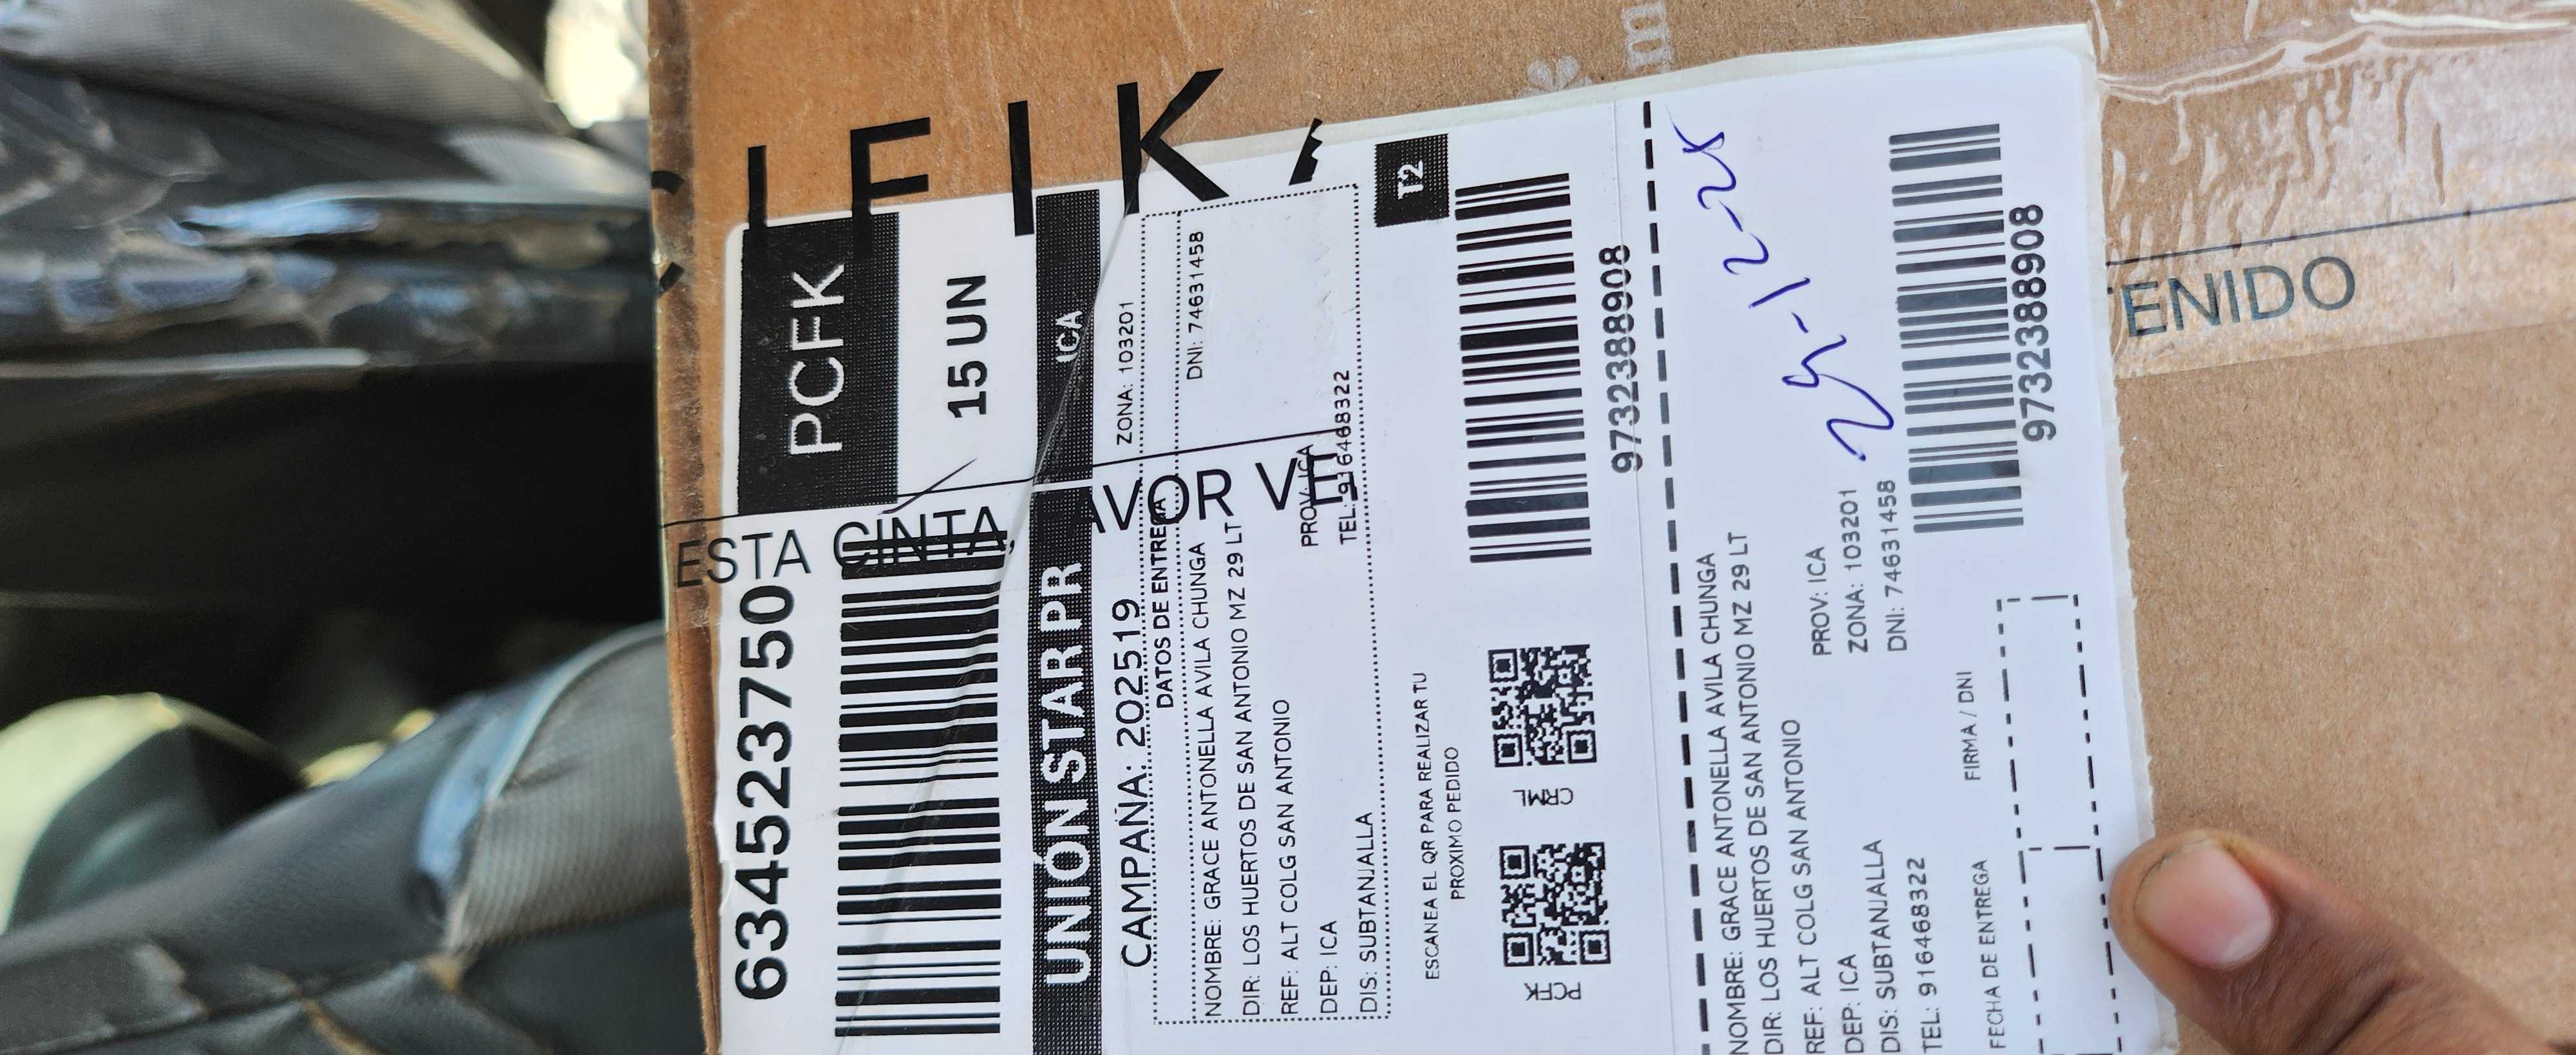 PCFK
15 UN
6345237750
ESTA CINTA,
AVOR VE
UNIÓN STAR PR
ICA
CAMPAÑA: 202519
ZONA: 103201
DATOS DE ENTREGA
NOMBRE: GRACE ANTONELLA AVILA CHUNGA
DNI: 74631458
DIR: LOS HUERTOS DE SAN ANTONIO MZ 29 LT
REF: ALT COLG SAN ANTONIO
DEP: ICA
PROV: ICA
DIS: SUBTANJALLA
TEL: 916468322
T2
ESCANEA EL QR PARA REALIZAR TU
PROXIMO PEDIDO
PCFK
9732388908
NOMBRE: GRACE ANTONELLA AVILA CHUNGA
DIR: LOS HUERTOS DE SAN ANTONIO MZ 29 LT
REF: ALT COLG SAN ANTONIO
DEP: ICA
PROV: ICA
DIS: SUBTANJALLA
ZONA: 103201
TEL: 916468322
DNI: 74631458
9732388908
FECHA DE ENTREGA
FIRMA / DNI
TENIDO